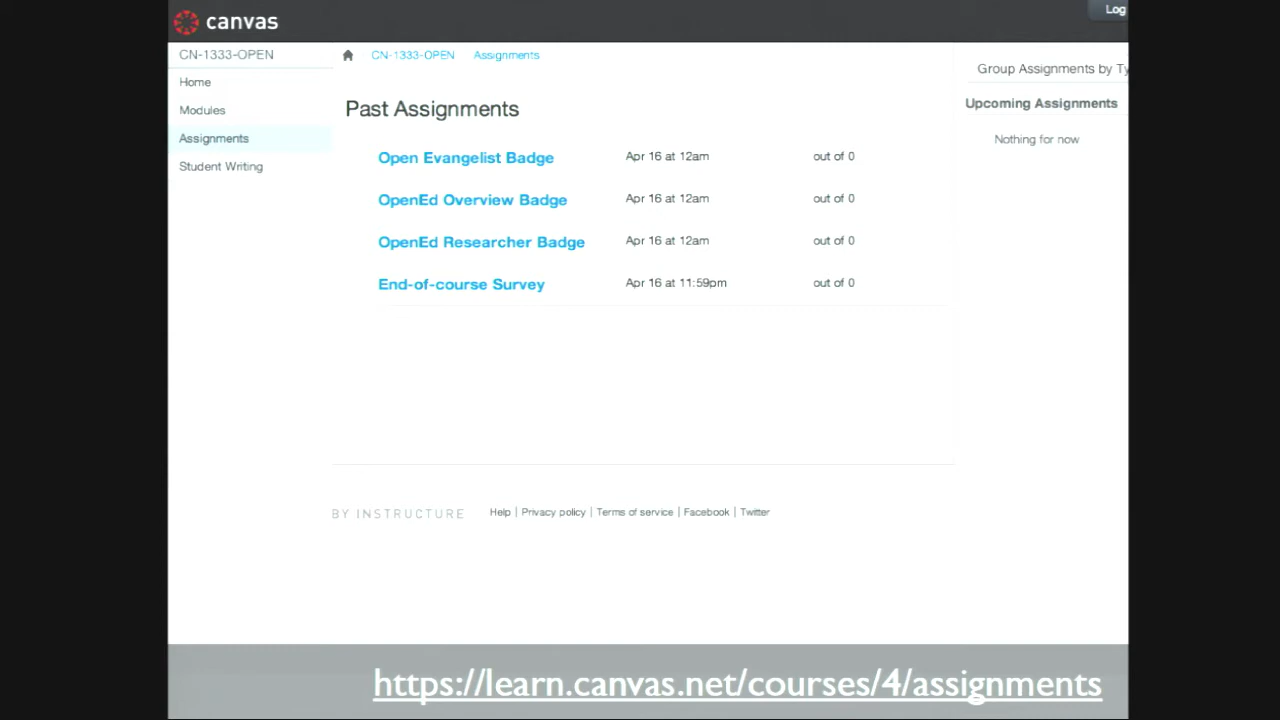 canvas
Log
CN-1333-OPEN
Home
Modules
Assignments
Student Writing
CN-1333-OPEN Assignments
Past Assignments
Open Evangelist Badge Apr 16 at 12am out of 0
OpenEd Overview Badge Apr 16 at 12am out of 0
OpenEd Researcher Badge Apr 16 at 12am out of 0
End-of-course Survey Apr 16 at 11:59pm out of 0
Group Assignments by Ty
Upcoming Assignments
Nothing for now
BY INSTRUCTURE Help | Privacy policy | Terms of service | Facebook | Twitter
https://learn.canvas.net/courses/4/assignments